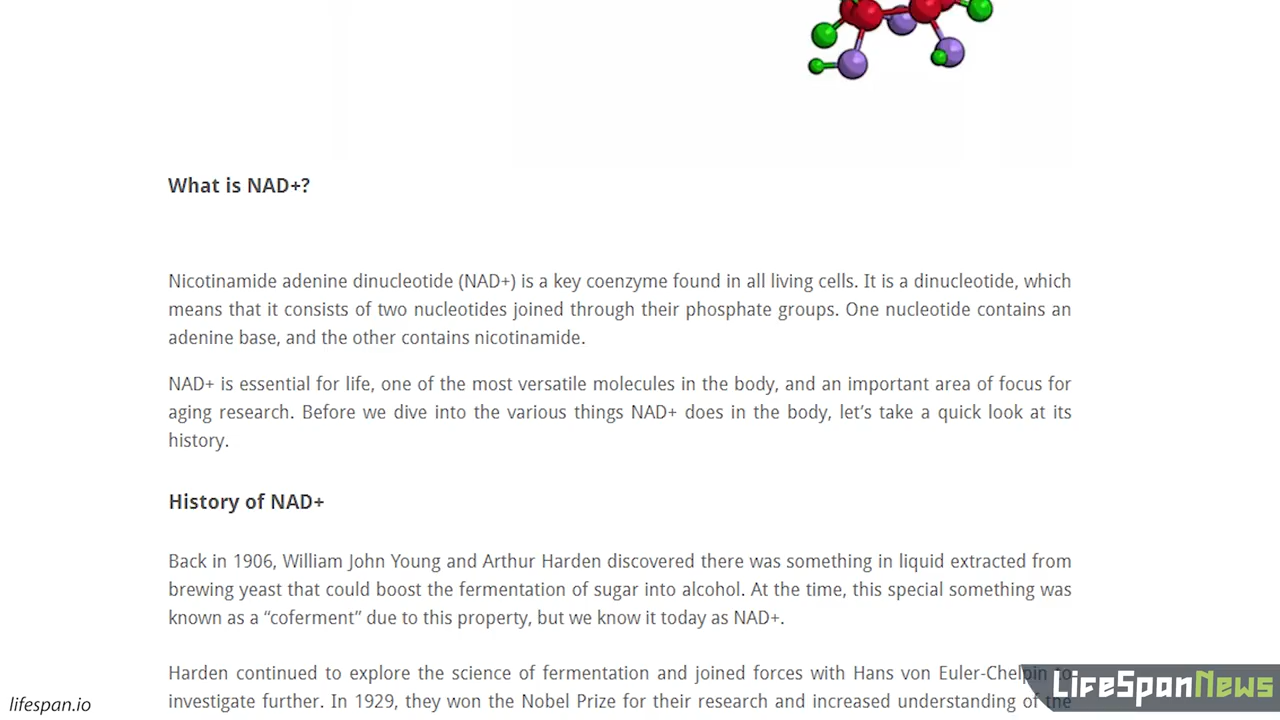 What is NAD+?
Nicotinamide adenine dinucleotide (NAD+) is a key coenzyme found in all living cells. It is a dinucleotide, which
means that it consists of two nucleotides joined through their phosphate groups. One nucleotide contains an
adenine base, and the other contains nicotinamide.
NAD+ is essential for life, one of the most versatile molecules in the body, and an important area of focus for
aging research. Before we dive into the various things NAD+ does in the body, let’s take a quick look at its
history.
History of NAD+
Back in 1906, William John Young and Arthur Harden discovered there was something in liquid extracted from
brewing yeast that could boost the fermentation of sugar into alcohol. At the time, this special something was
known as a “coferment” due to this property, but we know it today as NAD+.
Harden continued to explore the science of fermentation and joined forces with Hans von Euler-Chelpin to
investigate further. In 1929, they won the Nobel Prize for their research and increased understanding of the
LifeSpanNews
lifespan.io